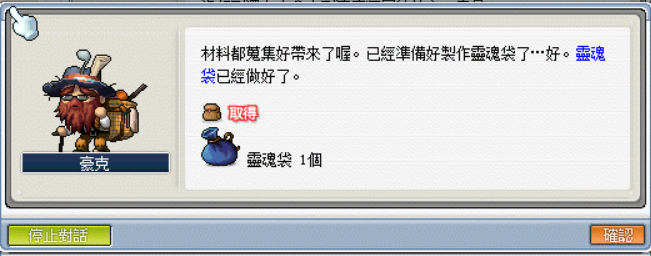 材料都蒐集好帶來了喔。已經準備好製作靈魂袋了…好。靈魂
袋已經做好了。
取得
靈魂袋 1個
豪克
停止對話
確認